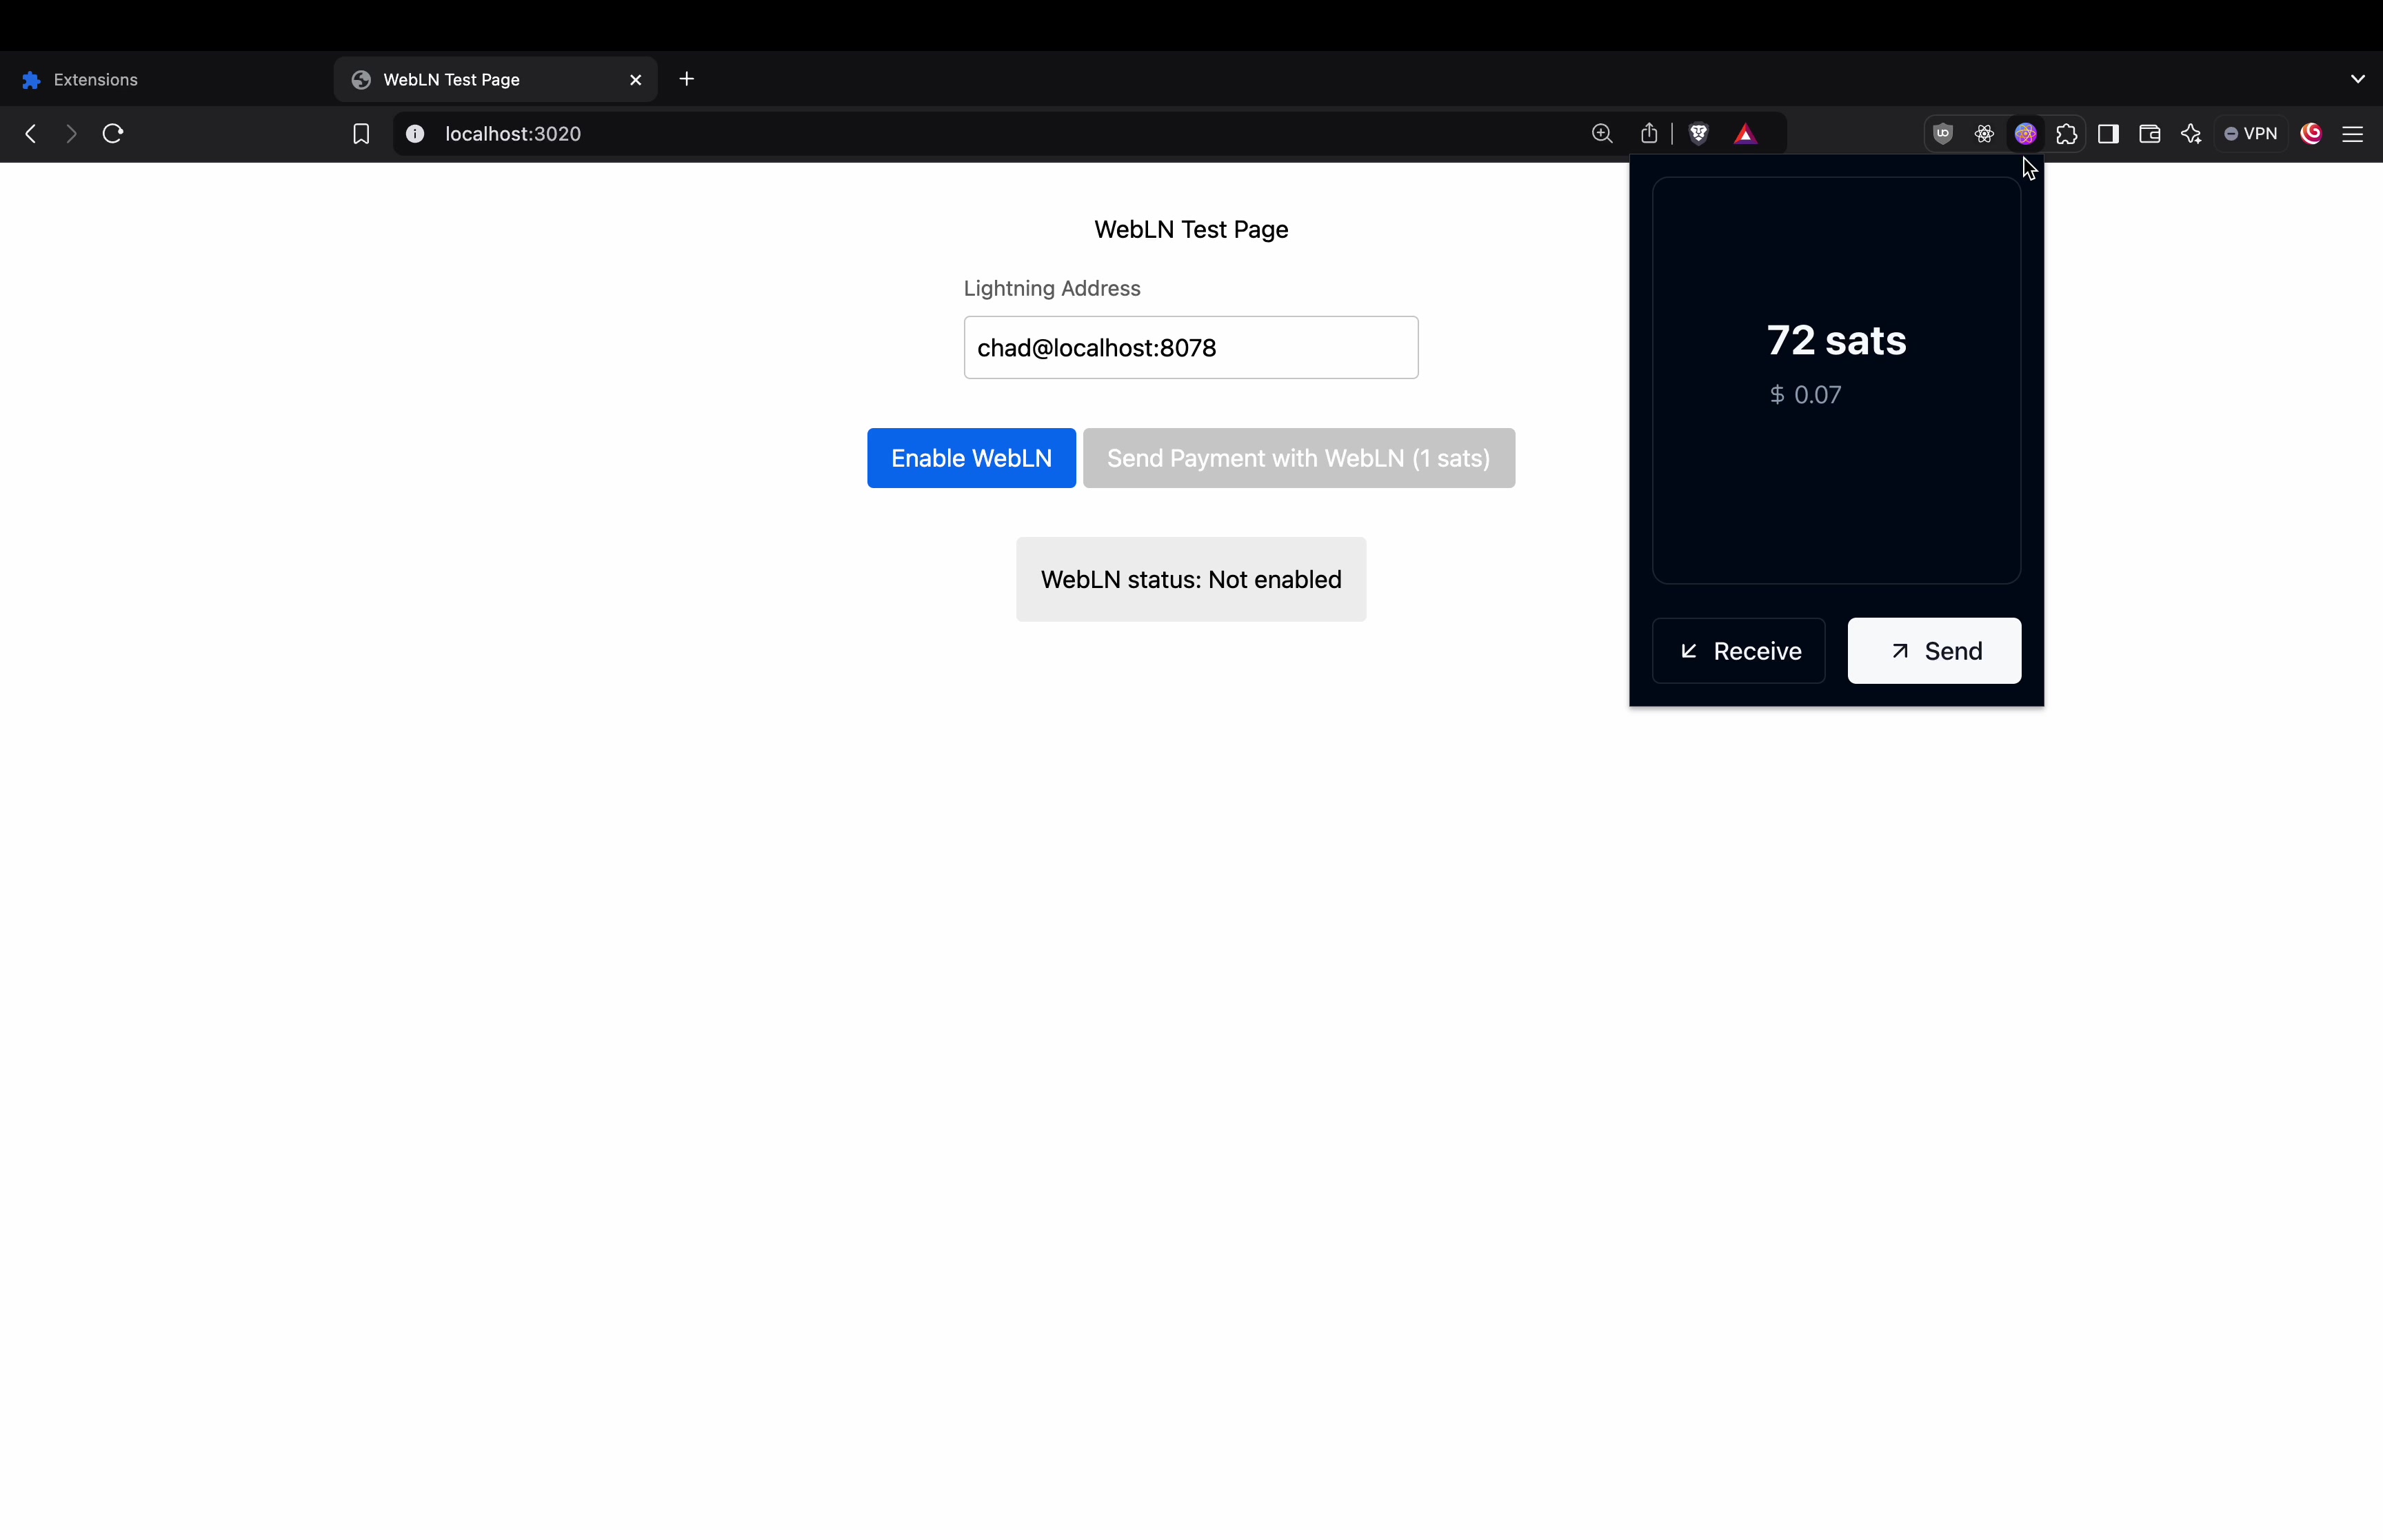 Extensions
WebLN Test Page
localhost:3020
VPN
WebLN Test Page
Lightning Address
chad@localhost:8078
Enable WebLN
Send Payment with WebLN (1 sats)
WebLN status: Not enabled
72 sats
$ 0.07
Receive
Send